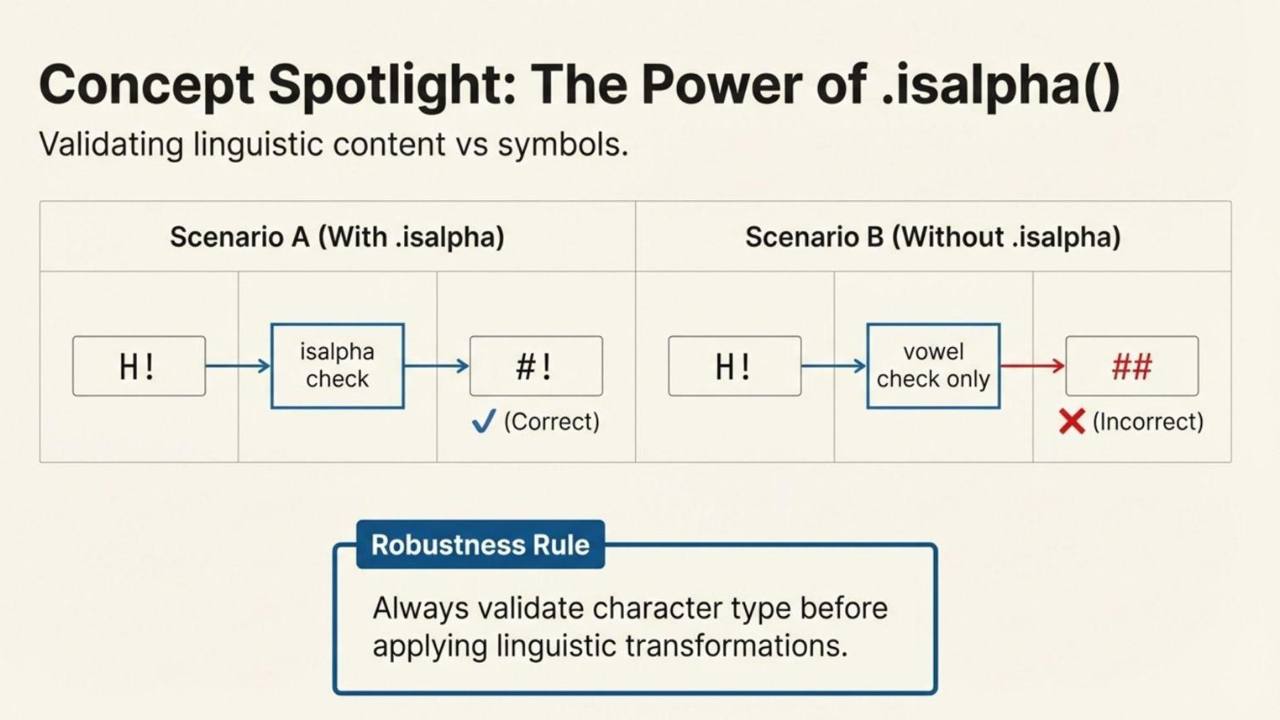 Concept Spotlight: The Power of .isalpha()
Validating linguistic content vs symbols.
Scenario A (With .isalpha)
Scenario B (Without .isalpha)
H!
isalpha
check
#!
(Correct)
H!
vowel
check only
##
(Incorrect)
Robustness Rule
Always validate character type before
applying linguistic transformations.